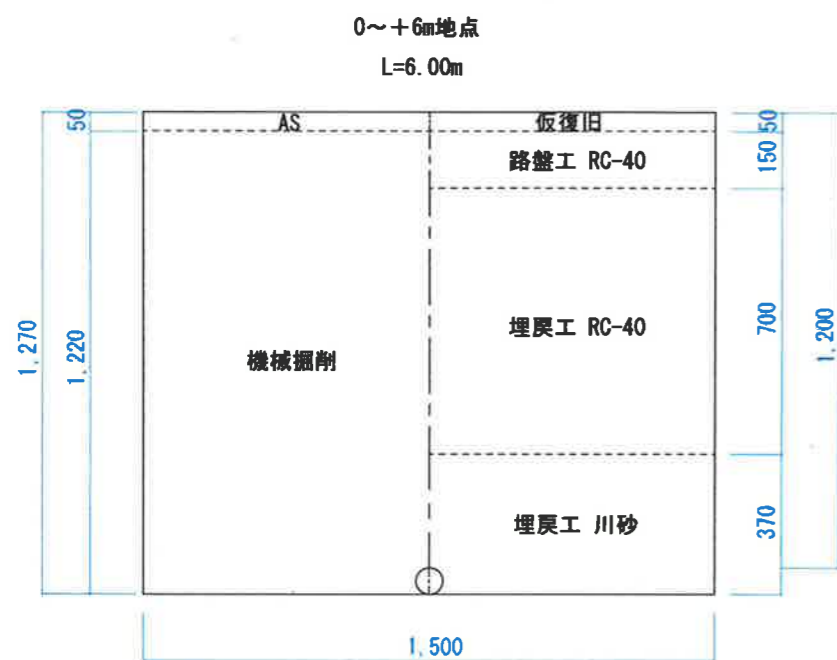 0～＋6m地点
L=6.00m
50
AS
仮復旧
50
路盤工 RC-40
150
1,270
1,220
機械掘削
埋戻工 RC-40
700
1,200
埋戻工 川砂
370
1,500